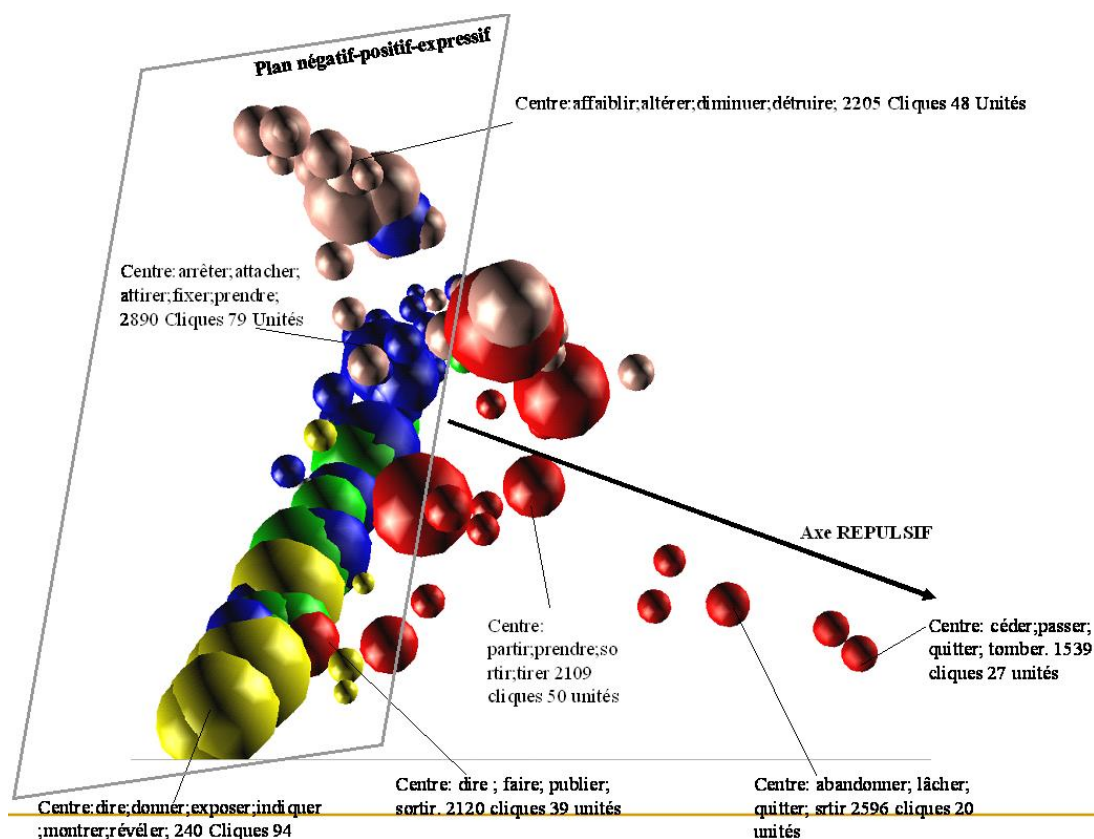 Plan négatif-positif-expressif
Centre:affaiblir;altérer;diminuer;détruire; 2205 Cliques 48 Unités
Centre: arrêter;attacher;
attirer;fixer;prendre;
2890 Cliques 79 Unités
Axe REPULSIF
Centre:
partir;prendre;so
rtir;tirer 2109
cliques 50 unités
Centre: céder;passer;
quitter; tomber. 1539
cliques 27 unités
Centre: dire ; faire; publier;
sortir. 2120 cliques 39 unités
Centre: abandonner; lâcher;
quitter; srtir 2596 cliques 20
unités
Centre:dire;donner;exposer;indiquer
;montrer;révéler; 240 Cliques 94